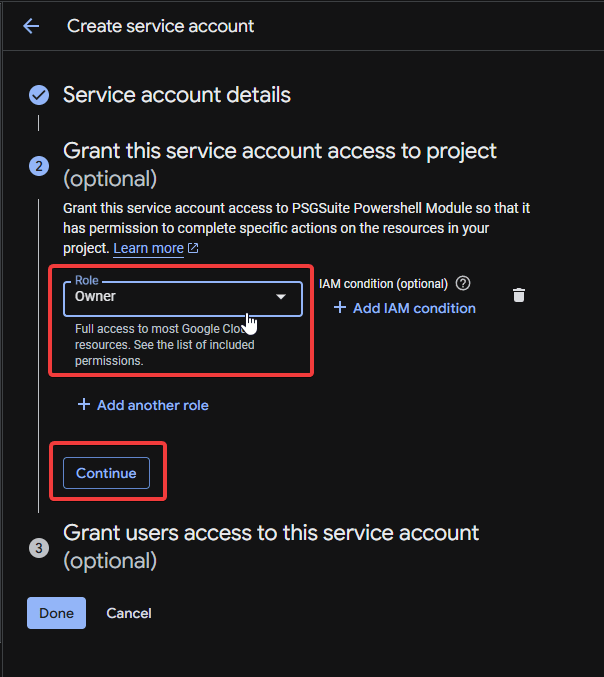 Create service account
Service account details
2
Grant this service account access to project
(optional)
Grant this service account access to PSGSuite Powershell Module so that it
has permission to complete specific actions on the resources in your
project. Learn more
Role
Owner
IAM condition (optional)
Add IAM condition
Full access to most Google Clou
resources. See the list of included
permissions.
Add another role
Continue
3
Grant users access to this service account
(optional)
Done
Cancel